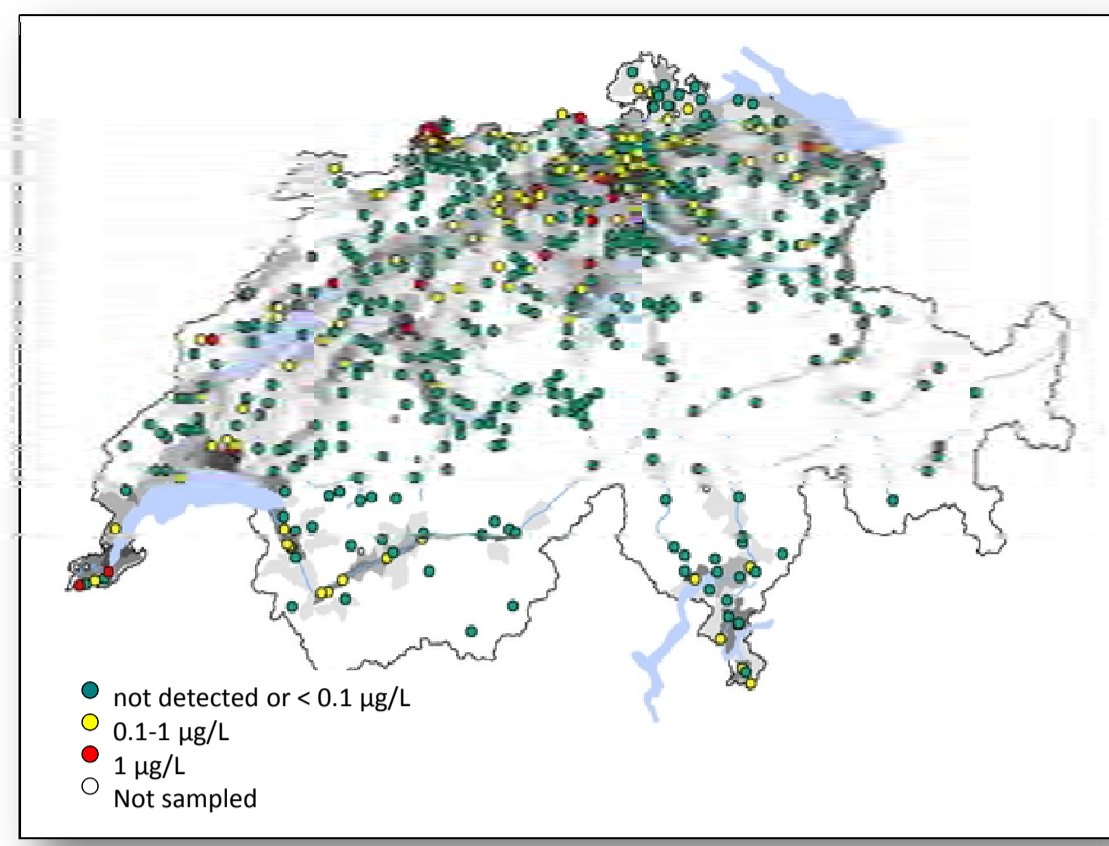 not detected or < 0.1 µg/L
0.1-1 µg/L
1 µg/L
Not sampled